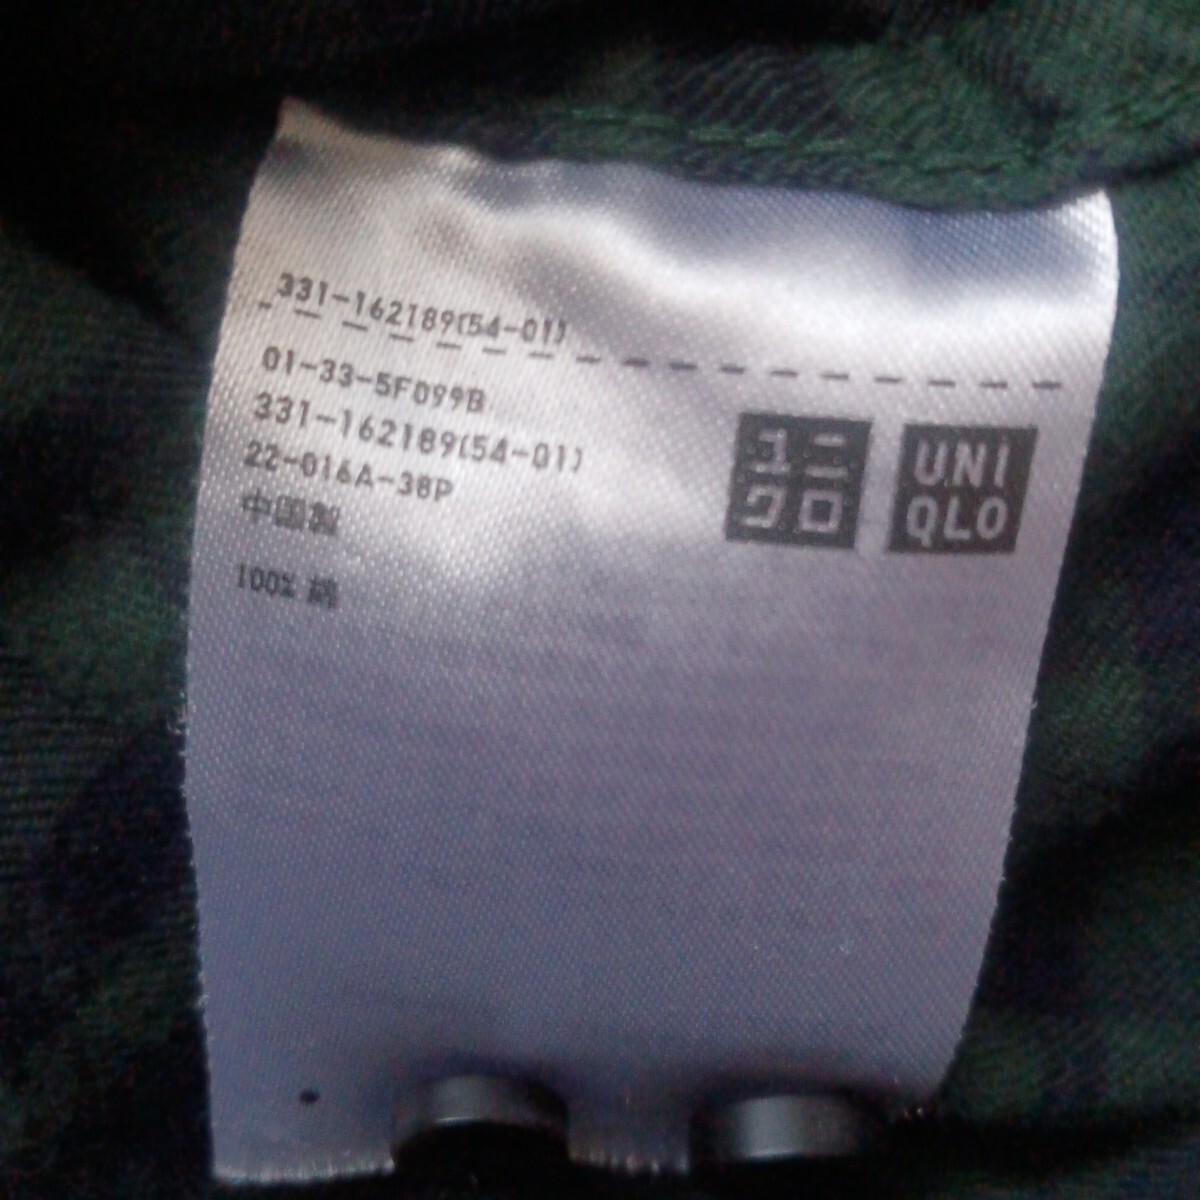 331-162189(54-01)
01-33-5F099B
331-162189(54-01)
22-016A-38P
中国製
100% 綿
ユニ
クロ
UNI
QLO